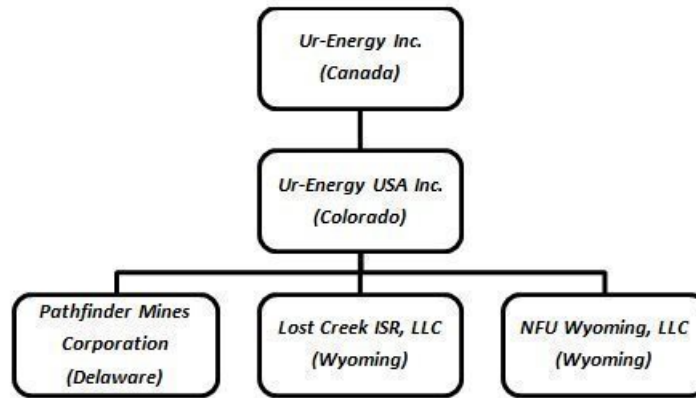 Ur-Energy Inc.
(Canada)
Ur-Energy USA Inc.
(Colorado)
Pathfinder Mines
Corporation
(Delaware)
Lost Creek ISR, LLC
(Wyoming)
NFU Wyoming, LLC
(Wyoming)